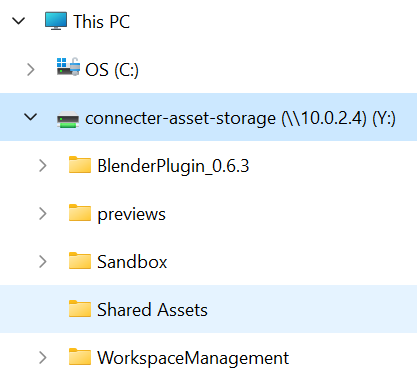 This PC
OS (C:)
connecter-asset-storage (\\10.0.2.4) (Y:)
BlenderPlugin_0.6.3
previews
Sandbox
Shared Assets
WorkspaceManagement